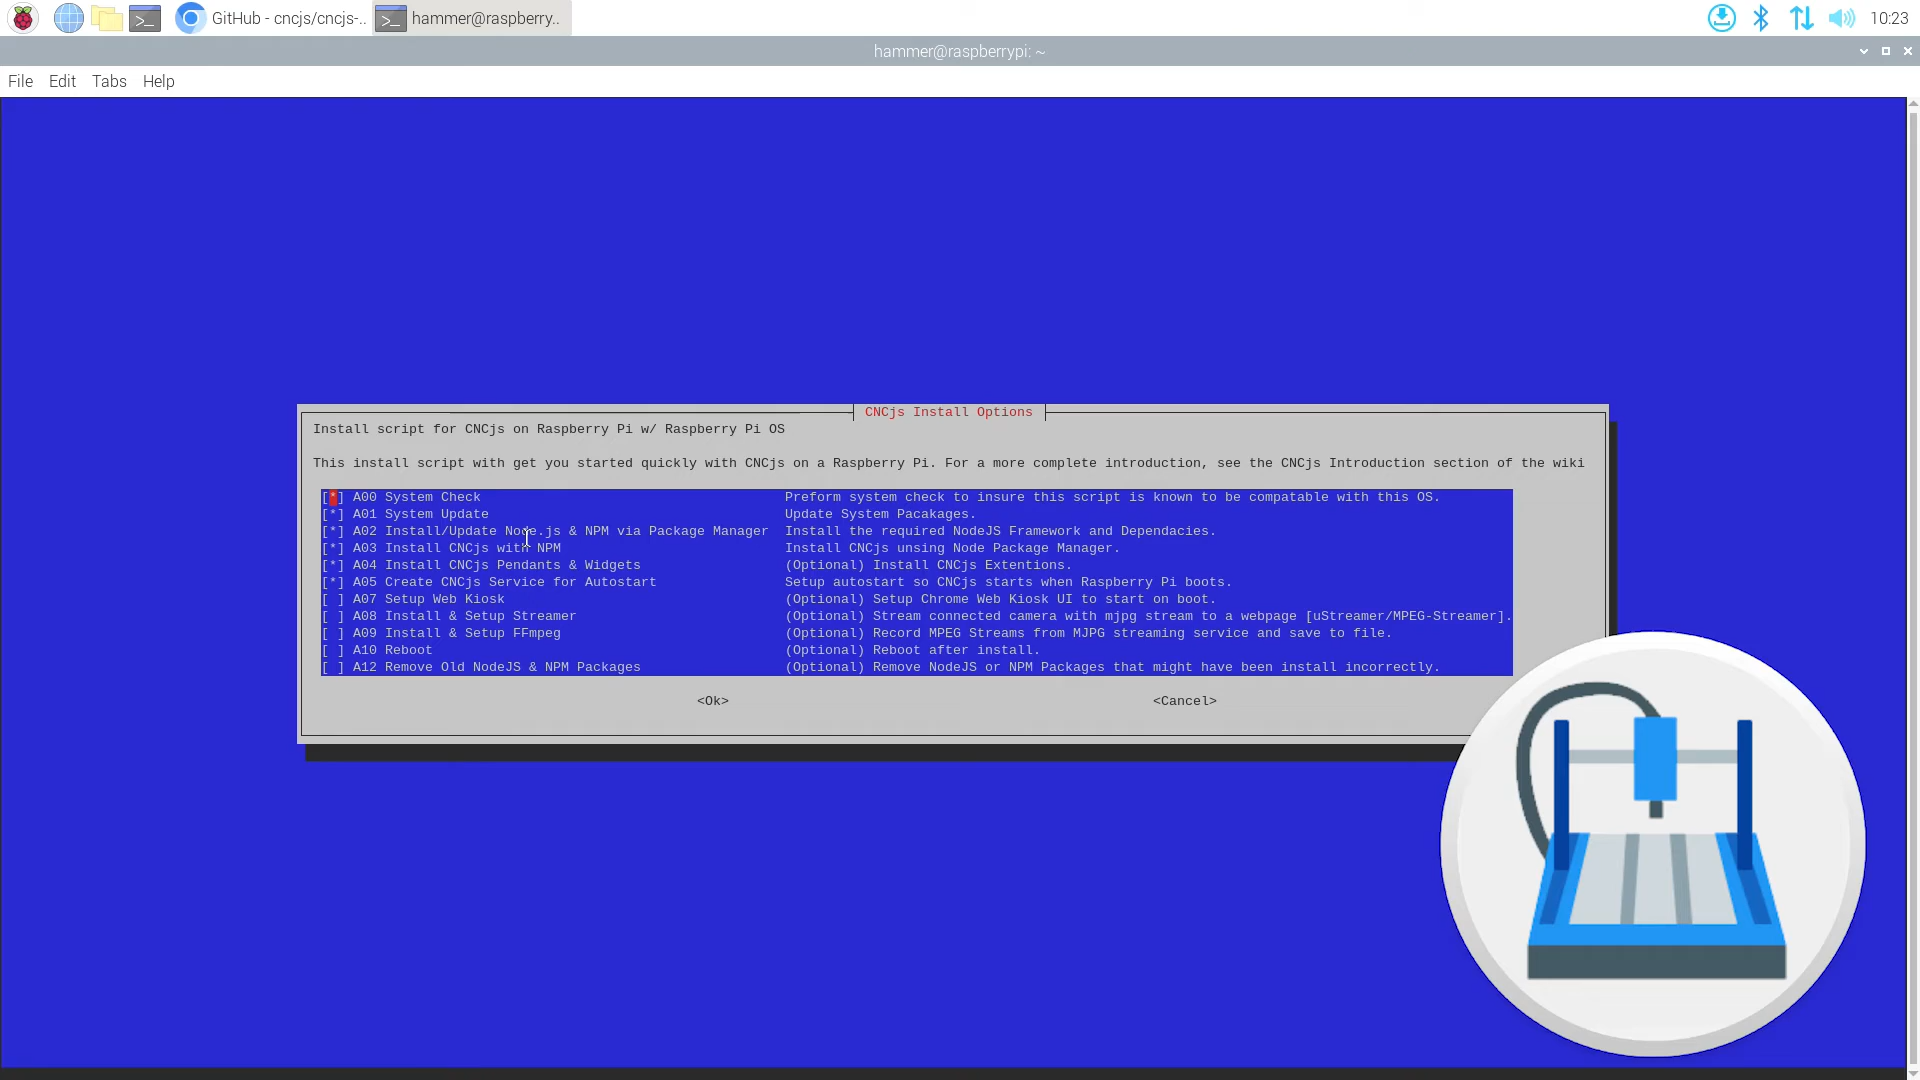 GitHub - cncjs/cncjs-.. hammer@raspberry.. 10:23
hammer@raspberrypi: ~
File Edit Tabs Help
CNCjs Install Options
Install script for CNCjs on Raspberry Pi w/ Raspberry Pi OS
This install script with get you started quickly with CNCjs on a Raspberry Pi. For a more complete introduction, see the CNCjs Introduction section of the wiki
[*] A00 System Check Preform system check to insure this script is known to be compatable with this OS.
[*] A01 System Update Update System Pacakages.
[*] A02 Install/Update Node.js & NPM via Package Manager Install the required NodeJS Framework and Dependacies.
[*] A03 Install CNCjs with NPM Install CNCjs unsing Node Package Manager.
[*] A04 Install CNCjs Pendants & Widgets (Optional) Install CNCjs Extentions.
[*] A05 Create CNCjs Service for Autostart Setup autostart so CNCjs starts when Raspberry Pi boots.
[ ] A07 Setup Web Kiosk (Optional) Setup Chrome Web Kiosk UI to start on boot.
[ ] A08 Install & Setup Streamer (Optional) Stream connected camera with mjpg stream to a webpage [uStreamer/MPEG-Streamer].
[ ] A09 Install & Setup FFmpeg (Optional) Record MPEG Streams from MJPG streaming service and save to file.
[ ] A10 Reboot (Optional) Reboot after install.
[ ] A12 Remove Old NodeJS & NPM Packages (Optional) Remove NodeJS or NPM Packages that might have been install incorrectly.
<Ok> <Cancel>